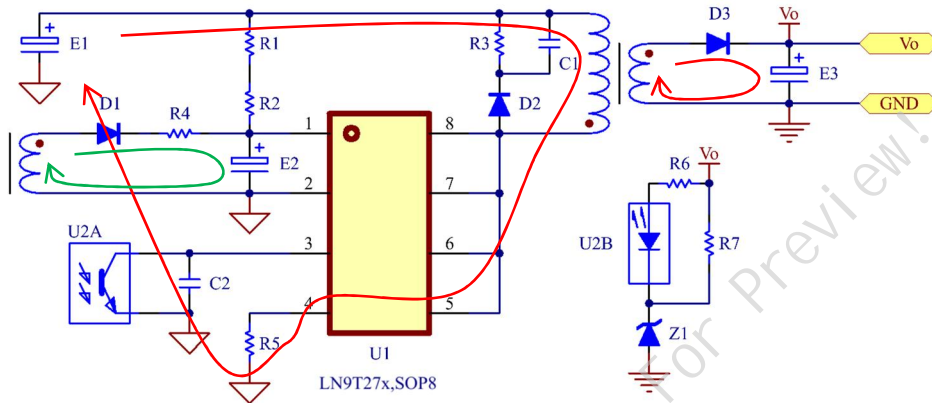 E1
R1
R3
C1
D3
Vo
Vo
E3
GND
D1
R4
R2
D2
E2
1
2
3
4
8
7
6
5
U2A
C2
R5
U1
LN9T27x,SOP8
Vo
R6
U2B
R7
Z1
For Preview!